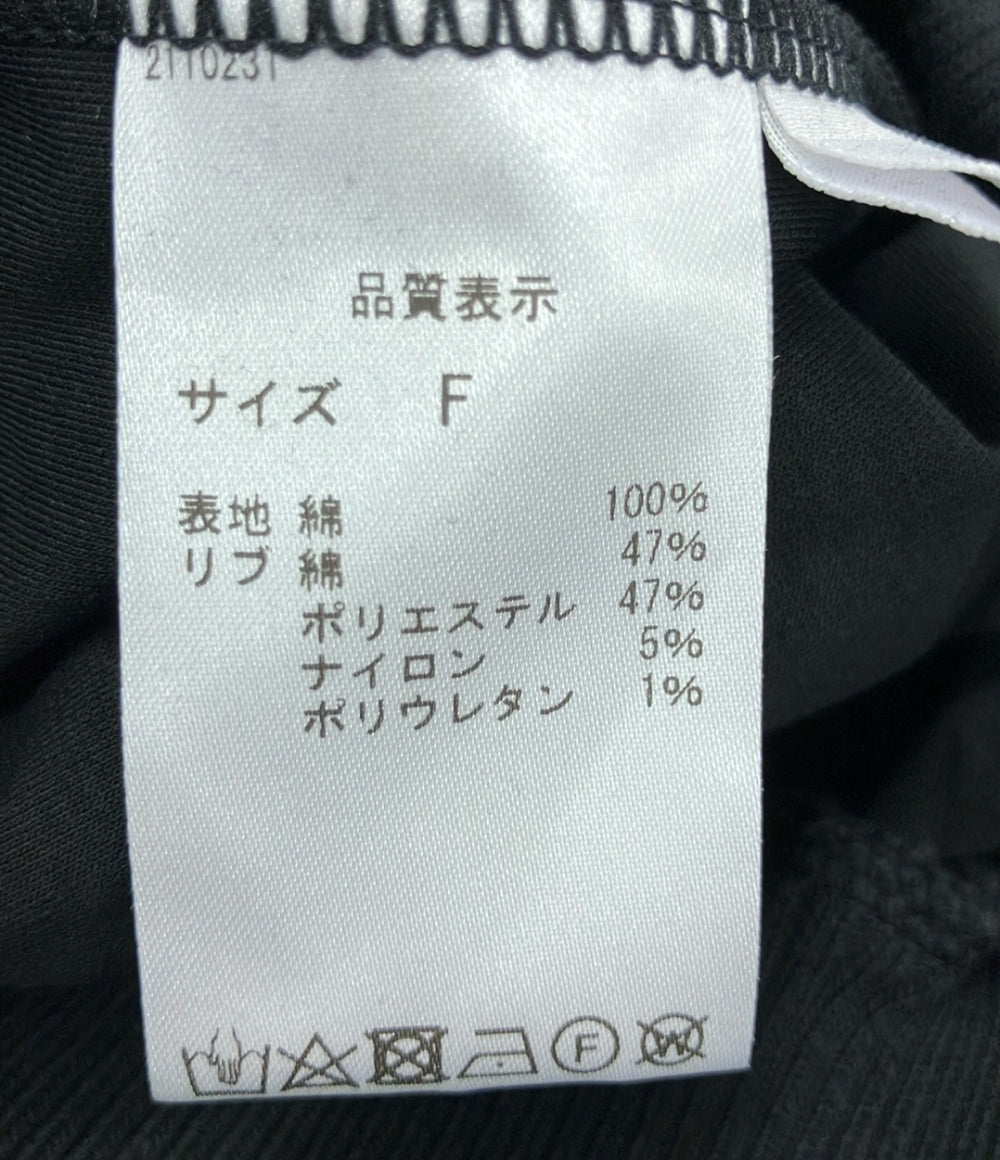 2110231
品質表示
サイズ F
表地 綿 100%
リブ 綿 47%
ポリエステル 47%
ナイロン 5%
ポリウレタン 1%
F W